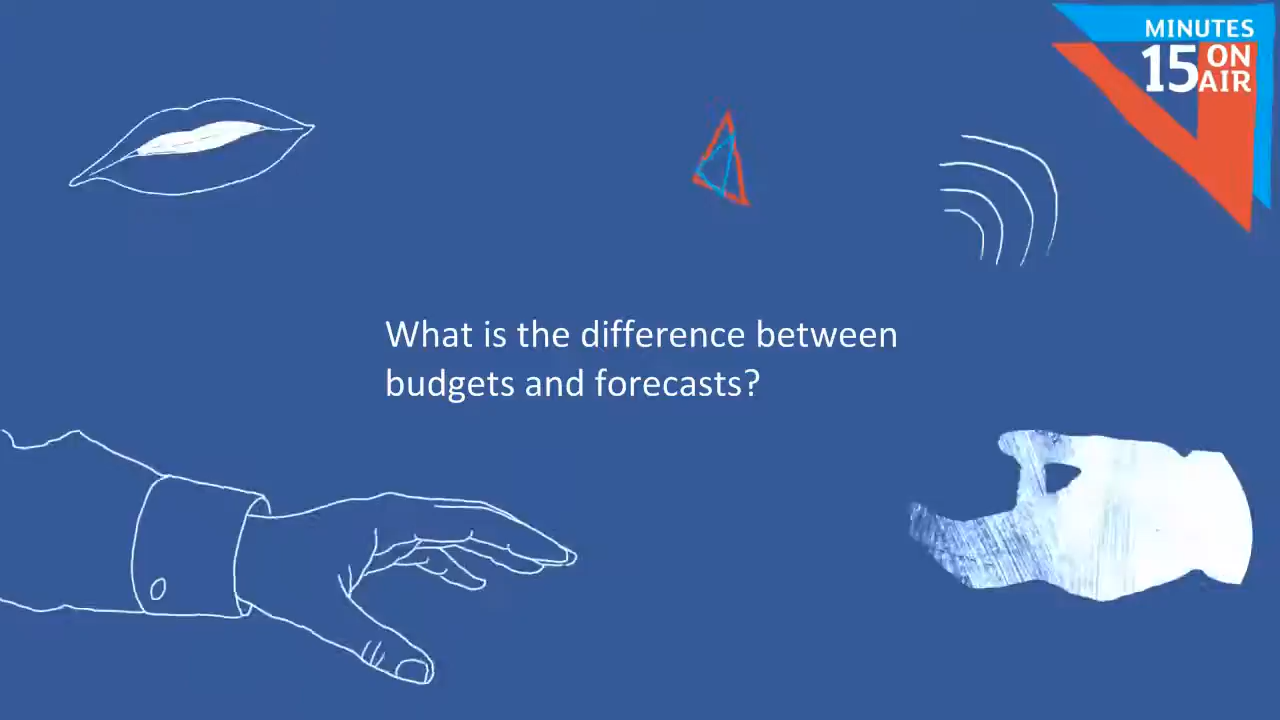 MINUTES
15 ON
AIR
What is the difference between
budgets and forecasts?